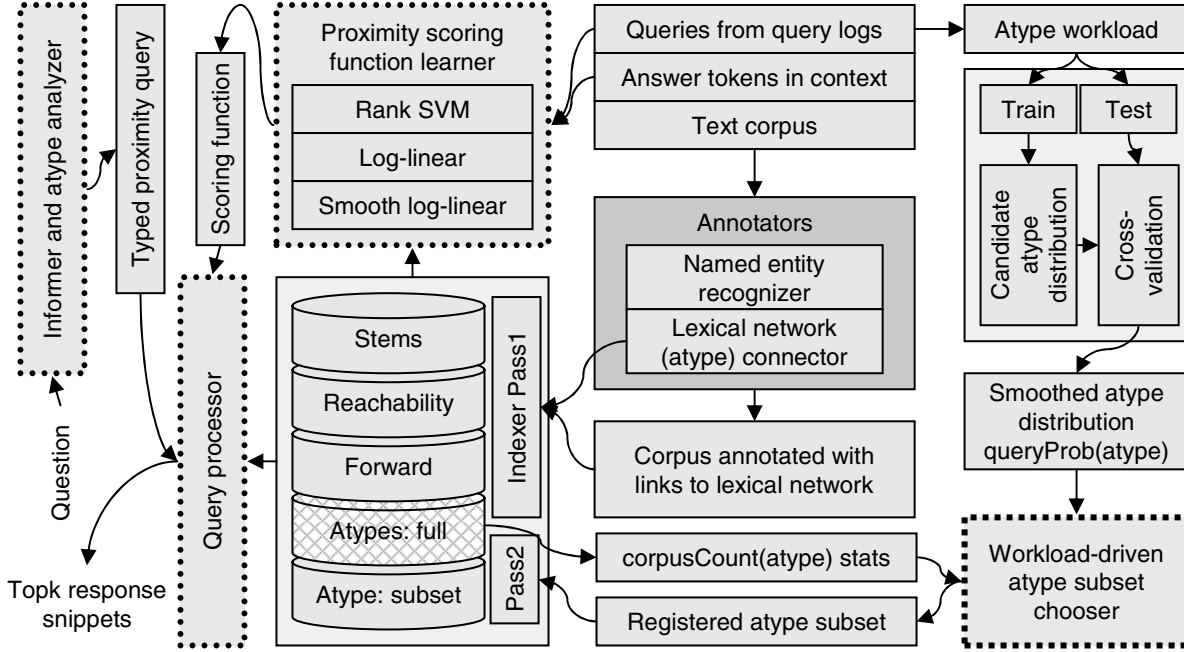 Informer and atype analyzer
Question
Typed proximity query
Scoring function
Query processor
Topk response
snippets
Proximity scoring
function learner
Rank SVM
Log-linear
Smooth log-linear
Stems
Reachability
Forward
Atypes: full
Atype: subset
Indexer Pass1
Pass2
Queries from query logs
Answer tokens in context
Text corpus
Annotators
Named entity
recognizer
Lexical network
(atype) connector
Corpus annotated with
links to lexical network
corpusCount(atype) stats
Registered atype subset
Atype workload
Train
Test
Candidate
atype
distribution
Cross-
validation
Smoothed atype
distribution
queryProb(atype)
Workload-driven
atype subset
chooser